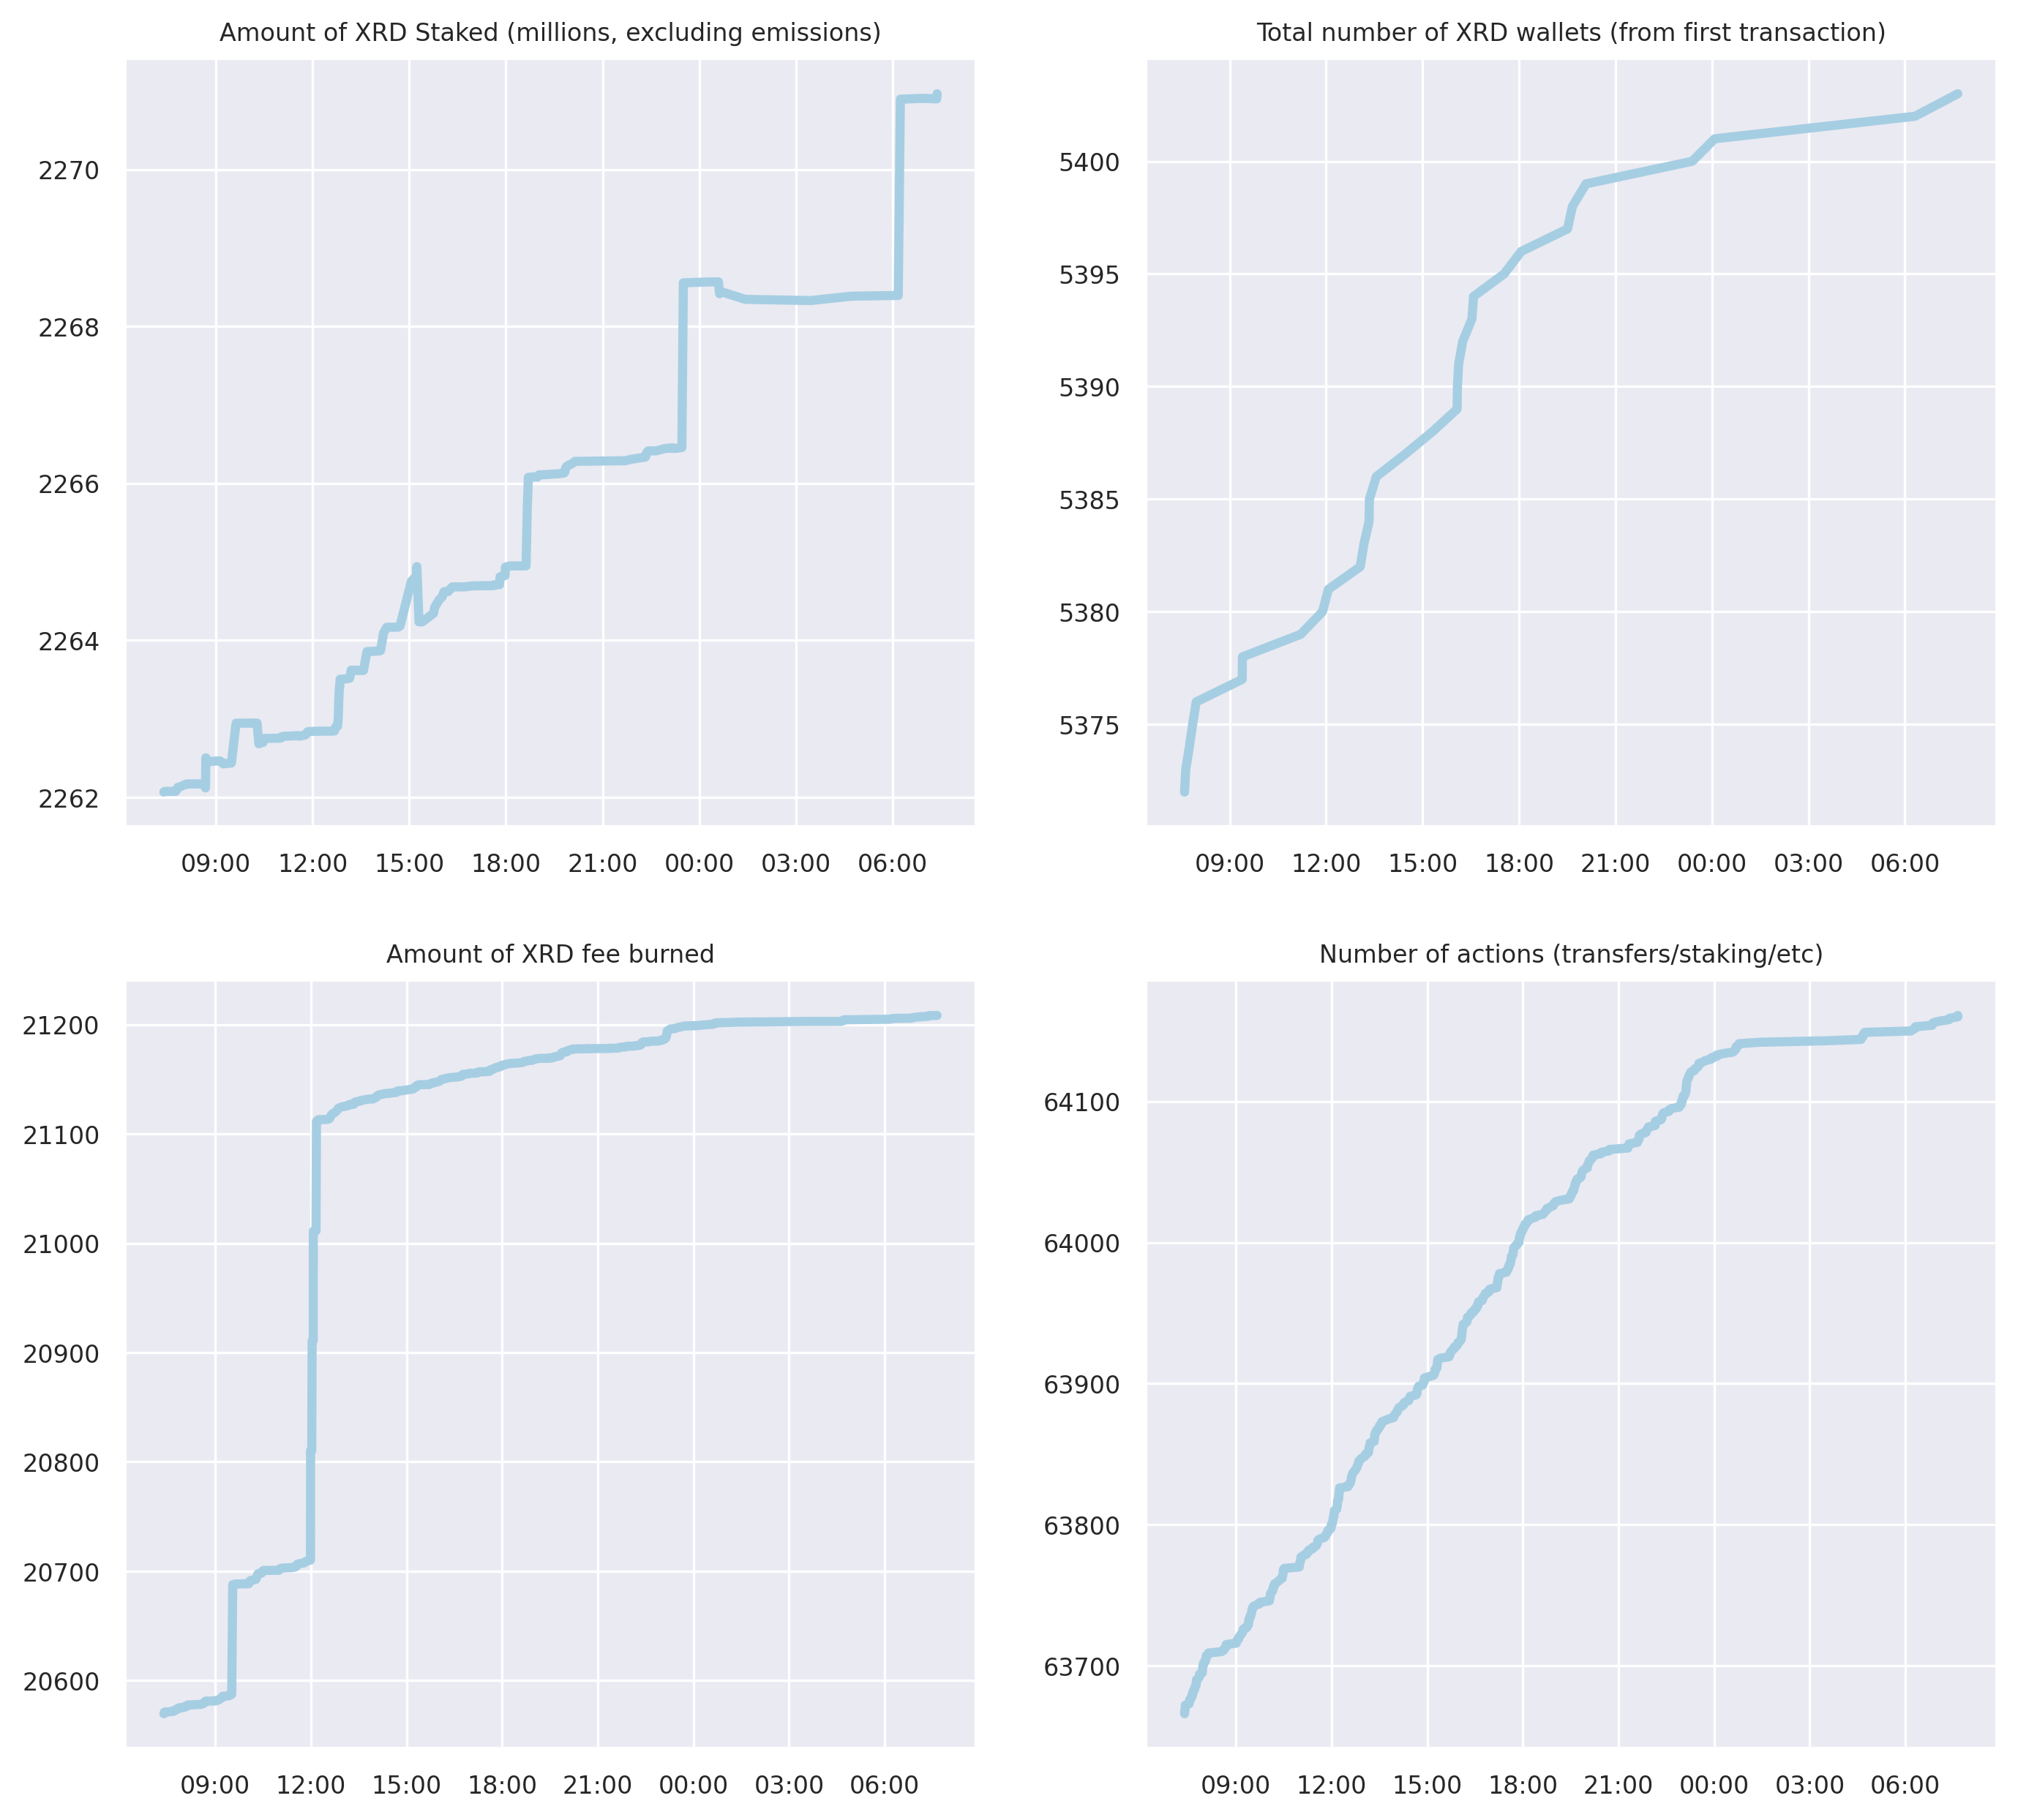 Amount of XRD Staked (millions, excluding emissions)
2270
2268
2266
2264
2262
09:00 12:00 15:00 18:00 21:00 00:00 03:00 06:00
Total number of XRD wallets (from first transaction)
5400
5395
5390
5385
5380
5375
09:00 12:00 15:00 18:00 21:00 00:00 03:00 06:00
Amount of XRD fee burned
21200
21100
21000
20900
20800
20700
20600
09:00 12:00 15:00 18:00 21:00 00:00 03:00 06:00
Number of actions (transfers/staking/etc)
64100
64000
63900
63800
63700
09:00 12:00 15:00 18:00 21:00 00:00 03:00 06:00